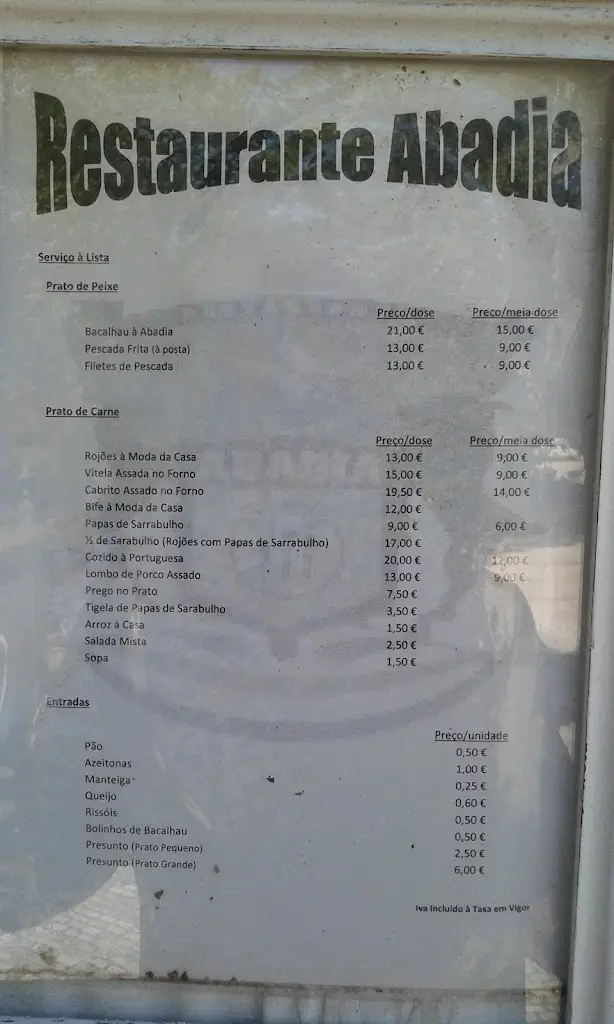 Restaurante Abadia
Serviço à Lista
Prato de Peixe
Preço/dose Preço/meia dose
Bacalhau à Abadia 21,00 € 15,00 €
Pescada Frita (à posta) 13,00 € 9,00 €
Filetes de Pescada 13,00 € 9,00 €
Prato de Carne
Preço/dose Preço/meia dose
Rojões à Moda da Casa 13,00 € 9,00 €
Vitela Assada no Forno 15,00 € 9,00 €
Cabrito Assado no Forno 19,50 € 14,00 €
Bife à Moda da Casa 12,00 €
Papas de Sarrabulho 9,00 € 6,00 €
½ de Sarabulho (Rojões com Papas de Sarrabulho) 17,00 €
Cozido à Portuguesa 20,00 € 12,00 €
Lombo de Porco Assado 13,00 € 9,00 €
Prego no Prato 7,50 €
Tigela de Papas de Sarabulho 3,50 €
Arroz à Casa 1,50 €
Salada Mista 2,50 €
Sopa 1,50 €
Entradas
Preço/unidade
Pão 0,50 €
Azeitonas 1,00 €
Manteiga 0,25 €
Queijo 0,60 €
Rissóis 0,50 €
Bolinhos de Bacalhau 0,50 €
Presunto (Prato Pequeno) 2,50 €
Presunto (Prato Grande) 6,00 €
Iva Incluído à Taxa em Vigor